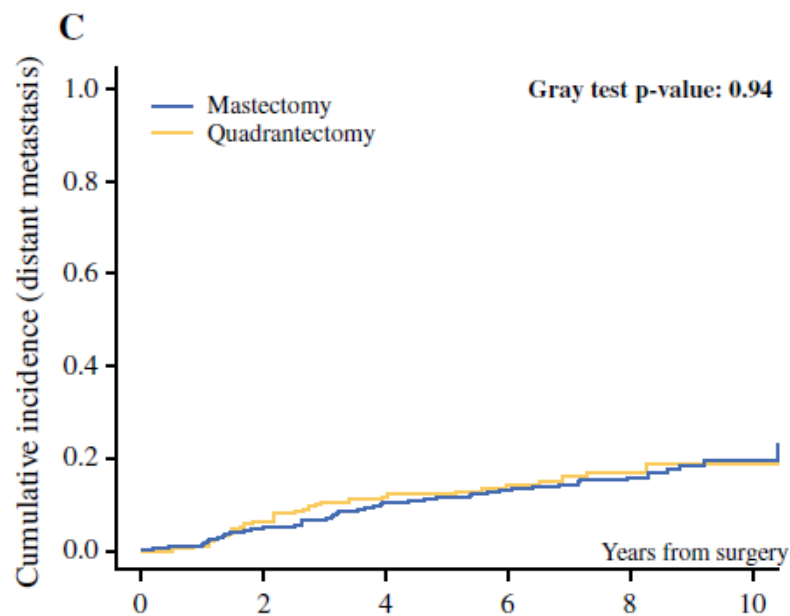 C
Cumulative incidence (distant metastasis)
1.0
0.8
0.6
0.4
0.2
0.0
Mastectomy
Quadrantectomy
Gray test p-value: 0.94
Years from surgery
0 2 4 6 8 10